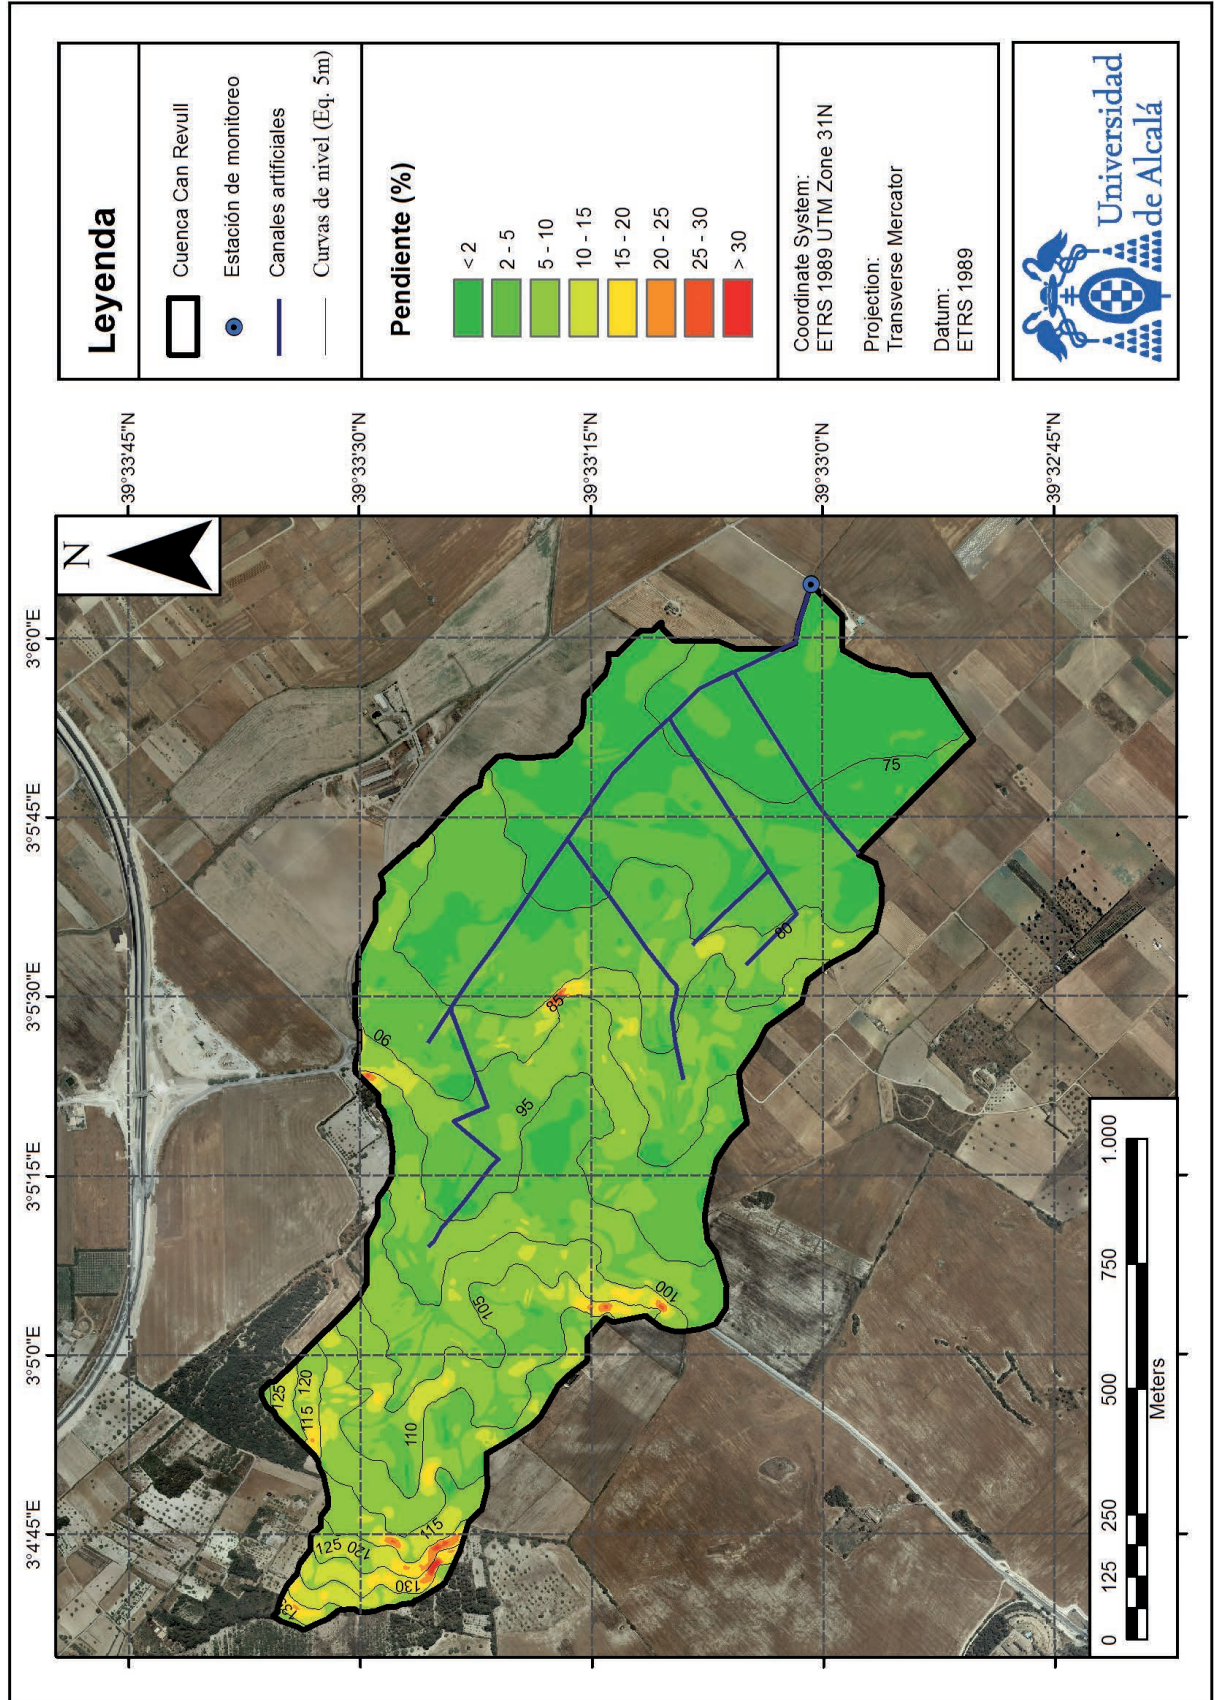 Leyenda
Cuenca Can Revull
Estación de monitoreo
Canales artificiales
Curvas de nivel (Eq. 5m)
Pendiente (%)
< 2
2 - 5
5 - 10
10 - 15
15 - 20
20 - 25
25 - 30
> 30
Coordinate System:
ETRS 1989 UTM Zone 31N
Projection:
Transverse Mercator
Datum:
ETRS 1989
Universidad
de Alcalá
N
3°4'45"E
3°5'0"E
3°5'15"E
3°5'30"E
3°5'45"E
3°6'0"E
39°33'45"N
39°33'30"N
39°33'15"N
39°33'0"N
39°32'45"N
125
120
115
125
120
115
130
110
105
100
95
90
85
80
75
0 125 250 500 750 1.000
Meters